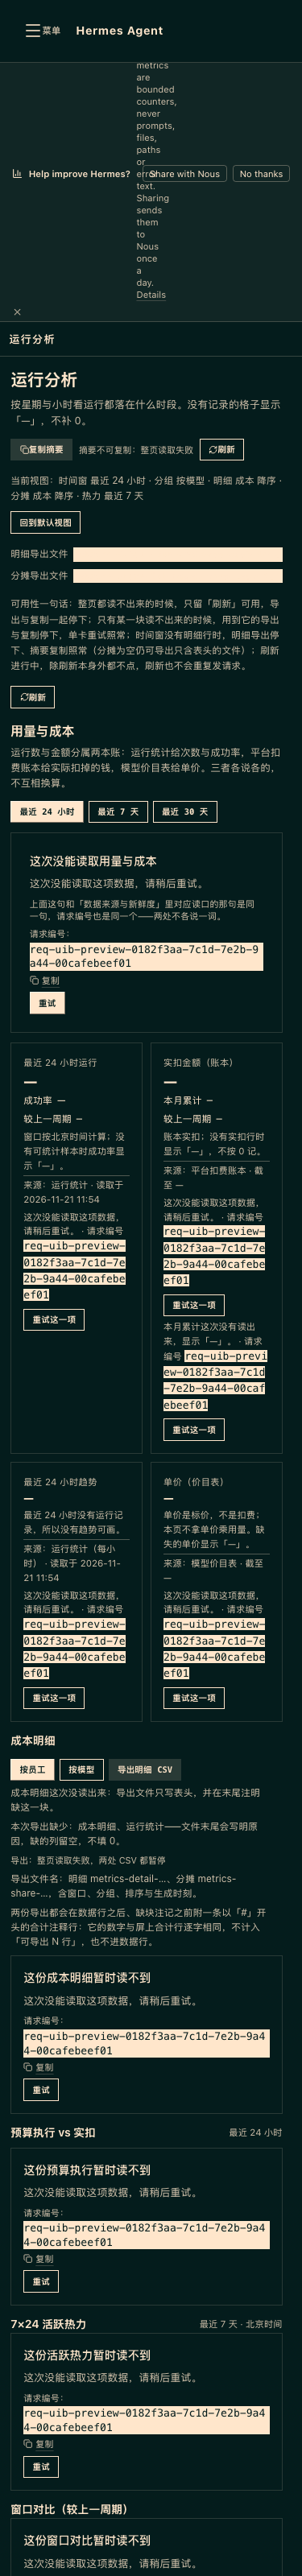 菜单
Hermes Agent
metrics
are
bounded
counters,
never
prompts,
files,
paths
or
Help improve Hermes?
error
Share with Nous
No thanks
text.
Sharing
sends
them
to
Nous
once
a
day.
Details
运行分析
运行分析
按星期与小时看运行都落在什么时段。没有记录的格子显示
「—」，不补 0。
复制摘要
摘要不可复制：整页读取失败
刷新
当前视图：时间窗 最近 24 小时 · 分组 按模型 · 明细 成本 降序 ·
分摊 成本 降序 · 热力 最近 7 天
回到默认视图
明细导出文件
分摊导出文件
可用性一句话：整页都读不出来的时候，只留「刷新」可用，导
出与复制一起停下；只有某一块读不出来的时候，用到它的导出
与复制停下，单卡重试照常；时间窗没有明细行时，明细导出停
下、摘要复制照常（分摊为空仍可导出只含表头的文件）；刷新
进行中，除刷新本身外都不点，刷新也不会重复发请求。
刷新
用量与成本
运行数与金额分属两本账：运行统计给次数与成功率，平台扣
费账本给实际扣掉的钱，模型价目表给单价。三者各说各的，
不互相换算。
最近 24 小时
最近 7 天
最近 30 天
这次没能读取用量与成本
这次没能读取这项数据，请稍后重试。
上面这句和「数据来源与新鲜度」里对应读口的那句是同
一句，请求编号也是同一个——两处不各说一词。
请求编号：
req-uib-preview-0182f3aa-7c1d-7e2b-9
a44-00cafebeef01
复制
重试
最近 24 小时运行
—
成功率 —
较上一周期 —
窗口按北京时间计算；没
有可统计样本时成功率显
示「—」。
来源：运行统计 · 读取于
2026-11-21 11:54
这次没能读取这项数据，
请稍后重试。 · 请求编号
req-uib-preview-
0182f3aa-7c1d-7e
2b-9a44-00cafebe
ef01
重试这一项
实扣金额（账本）
—
本月累计 —
较上一周期 —
账本实扣；没有实扣行时
显示「—」，不按 0 记。
来源：平台扣费账本 · 截
至 —
这次没能读取这项数据，
请稍后重试。 · 请求编号
req-uib-preview-
0182f3aa-7c1d-7e
2b-9a44-00cafebe
ef01
重试这一项
本月累计这次没有读出
来，显示「—」。 · 请求
编号 req-uib-previ
ew-0182f3aa-7c1d
-7e2b-9a44-00caf
ebeef01
重试这一项
最近 24 小时趋势
—
最近 24 小时没有运行记
录，所以没有趋势可画。
来源：运行统计（每小
时） · 读取于 2026-11-
21 11:54
这次没能读取这项数据，
请稍后重试。 · 请求编号
req-uib-preview-
0182f3aa-7c1d-7e
2b-9a44-00cafebe
ef01
重试这一项
单价（价目表）
—
单价是标价，不是扣费；
本页不拿单价乘用量。缺
失的单价显示「—」。
来源：模型价目表 · 截至
—
这次没能读取这项数据，
请稍后重试。 · 请求编号
req-uib-preview-
0182f3aa-7c1d-7e
2b-9a44-00cafebe
ef01
重试这一项
成本明细
按员工
按模型
导出明细 CSV
成本明细这次没读出来：导出文件只写表头，并在末尾注明
缺这一块。
本次导出缺少：成本明细、运行统计——文件末尾会写明原
因，缺的列留空，不填 0。
导出：整页读取失败，两处 CSV 都暂停
导出文件名：明细 metrics-detail-…、分摊 metrics-
share-…，含窗口、分组、排序与生成时刻。
两份导出都会在数据行之后、缺块注记之前附一条以「#」开
头的合计注释行：它的数字与屏上合计行逐字相同，不计入
「可导出 N 行」，也不进数据行。
这份成本明细暂时读不到
这次没能读取这项数据，请稍后重试。
请求编号：
req-uib-preview-0182f3aa-7c1d-7e2b-9a4
4-00cafebeef01
复制
重试
预算执行 vs 实扣
最近 24 小时
这份预算执行暂时读不到
这次没能读取这项数据，请稍后重试。
请求编号：
req-uib-preview-0182f3aa-7c1d-7e2b-9a4
4-00cafebeef01
复制
重试
7×24 活跃热力
最近 7 天 · 北京时间
这份活跃热力暂时读不到
这次没能读取这项数据，请稍后重试。
请求编号：
req-uib-preview-0182f3aa-7c1d-7e2b-9a4
4-00cafebeef01
复制
重试
窗口对比（较上一周期）
这份窗口对比暂时读不到
这次没能读取这项数据，请稍后重试。